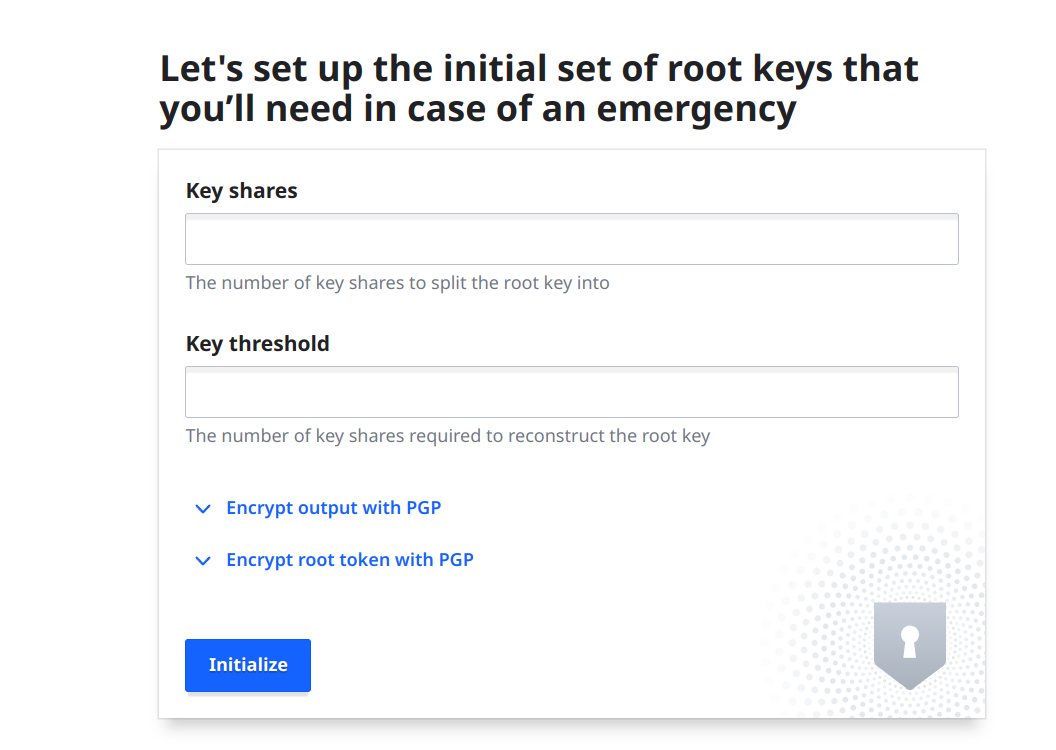 Let's set up the initial set of root keys that
you’ll need in case of an emergency
Key shares
The number of key shares to split the root key into
Key threshold
The number of key shares required to reconstruct the root key
Encrypt output with PGP
Encrypt root token with PGP
Initialize